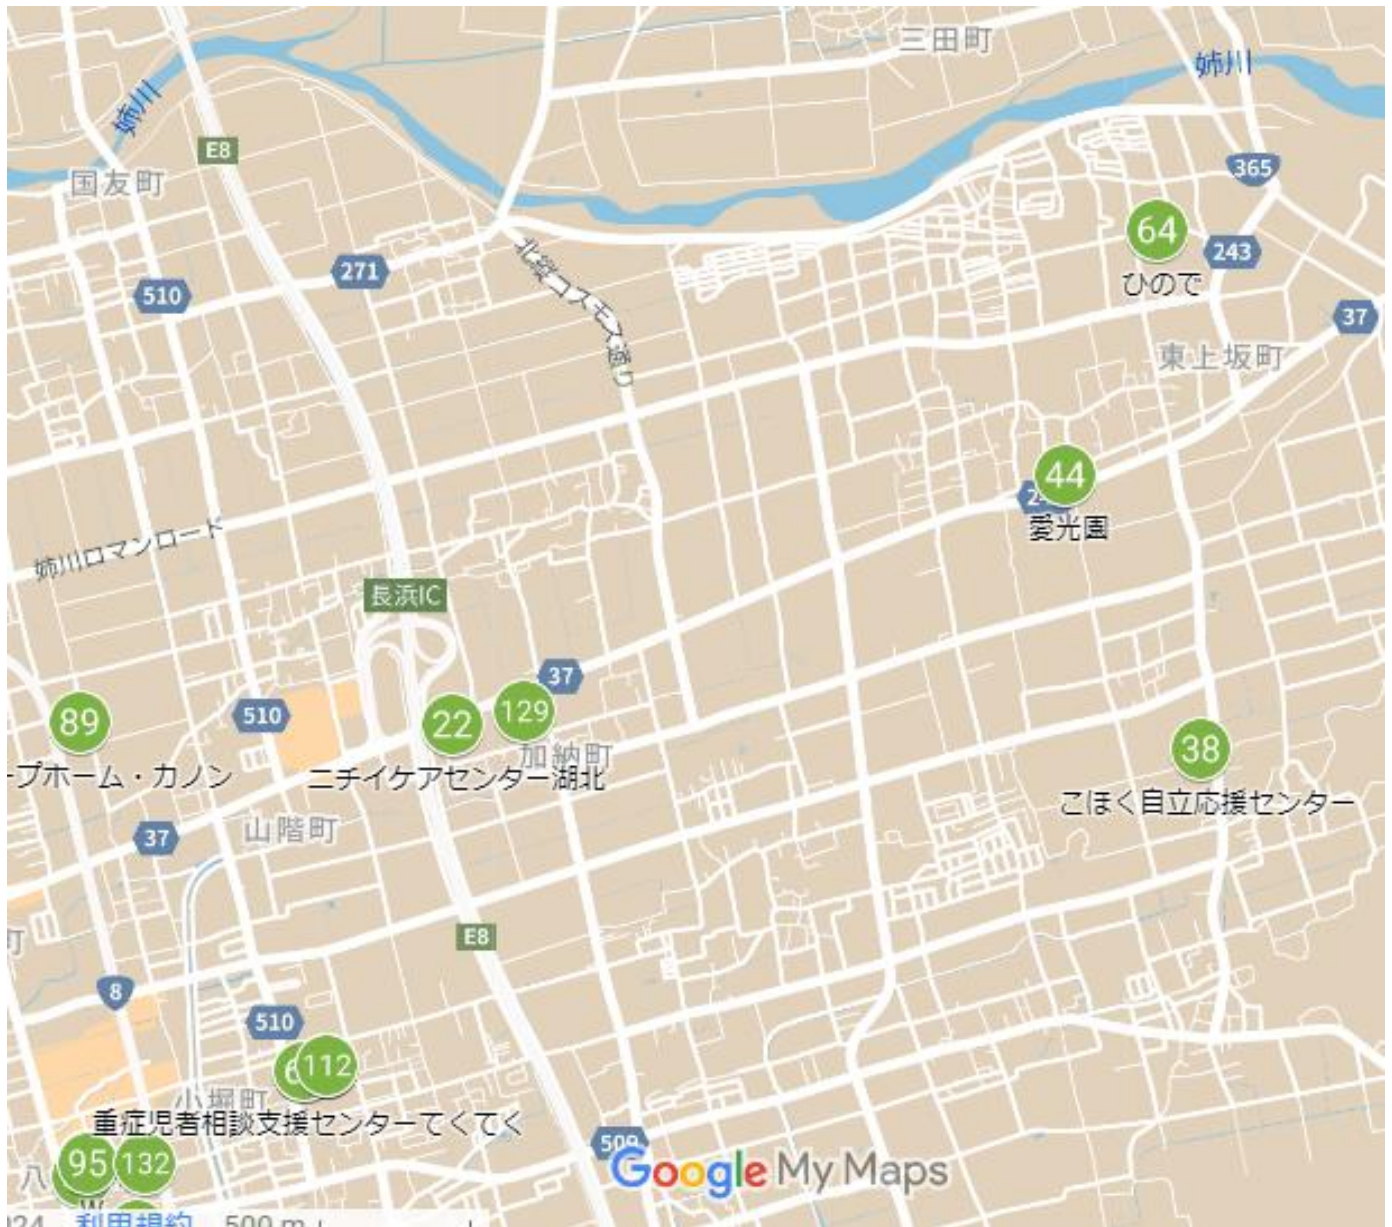 三田町
姉川
姉川
E8
国友町
365
64
243
ひので
271
510
北緑コスモス通り
37
東上坂町
44
愛光園
姉川ロマンロード
長浜IC
37
89
510
22
129
38
加納町
ープホーム・カノン
ニチイケアセンター湖北
こほく自立応援センター
37
山階町
E8
町
8
510
6
112
小堀町
重症児者相談支援センターてくてく
509
95
132
八
Google My Maps
W
024
利用規約
500 m